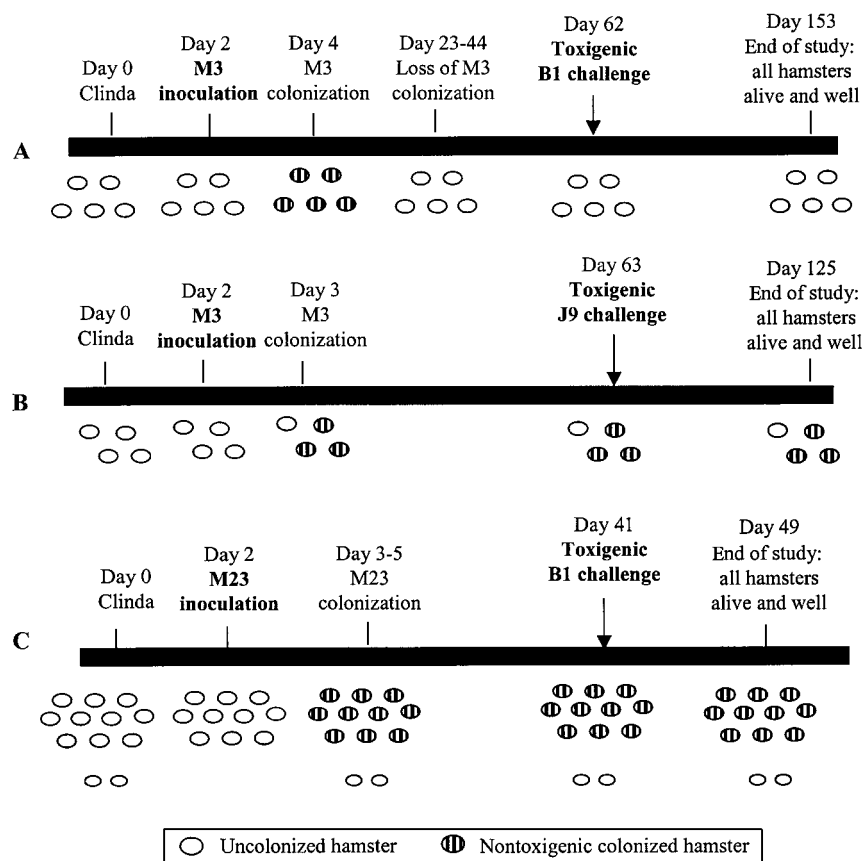 Day 0
Clinda
Day 2
M3
inoculation
Day 4
M3
colonization
Day 23-44
Loss of M3
colonization
Day 62
Toxigenic
B1 challenge
Day 153
End of study:
all hamsters
alive and well
A
Day 0
Clinda
Day 2
M3
inoculation
Day 3
M3
colonization
Day 63
Toxigenic
J9 challenge
Day 125
End of study:
all hamsters
alive and well
B
Day 0
Clinda
Day 2
M23
inoculation
Day 3-5
M23
colonization
Day 41
Toxigenic
B1 challenge
Day 49
End of study:
all hamsters
alive and well
C
Uncolonized hamster
Nontoxigenic colonized hamster